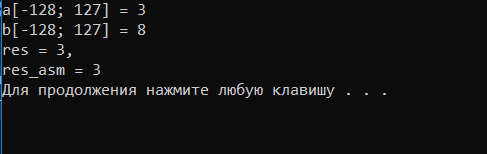 a[-128; 127] = 3
b[-128; 127] = 8
res = 3,
res_asm = 3
Для продолжения нажмите любую клавишу . . .